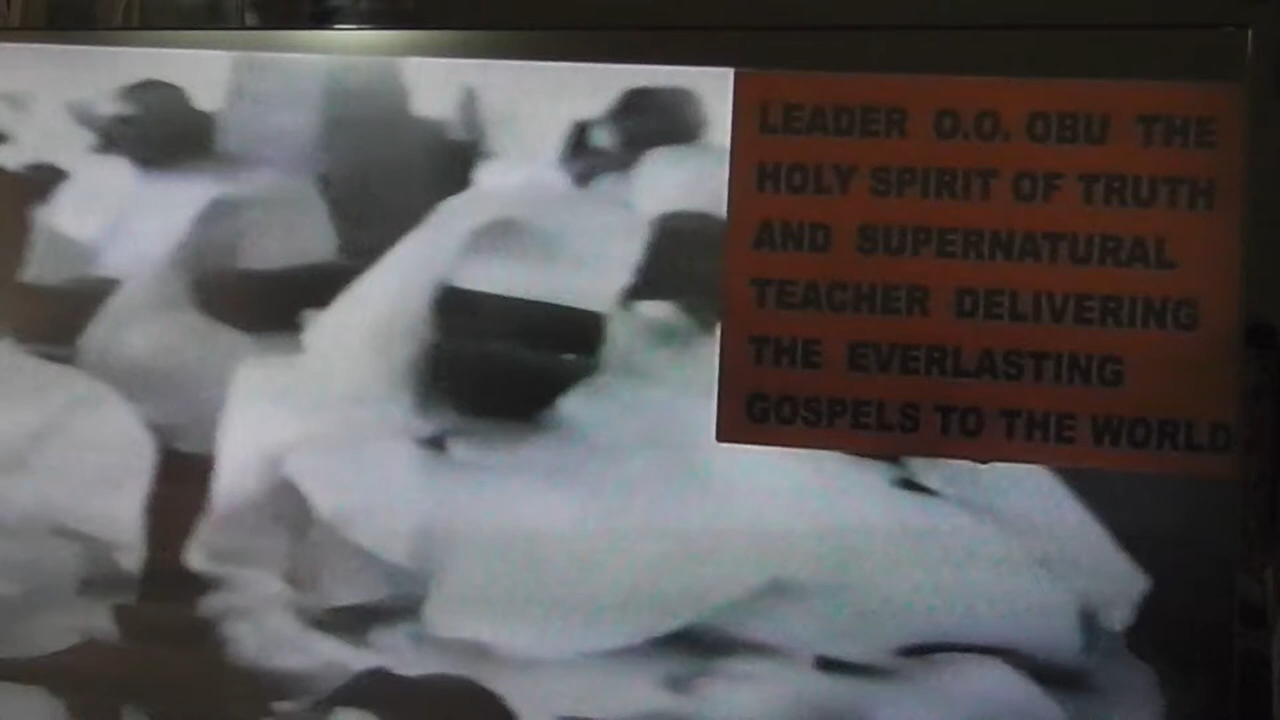 LEADER O.O. OBU THE
HOLY SPIRIT OF TRUTH
AND SUPERNATURAL
TEACHER DELIVERING
THE EVERLASTING
GOSPELS TO THE WORLD